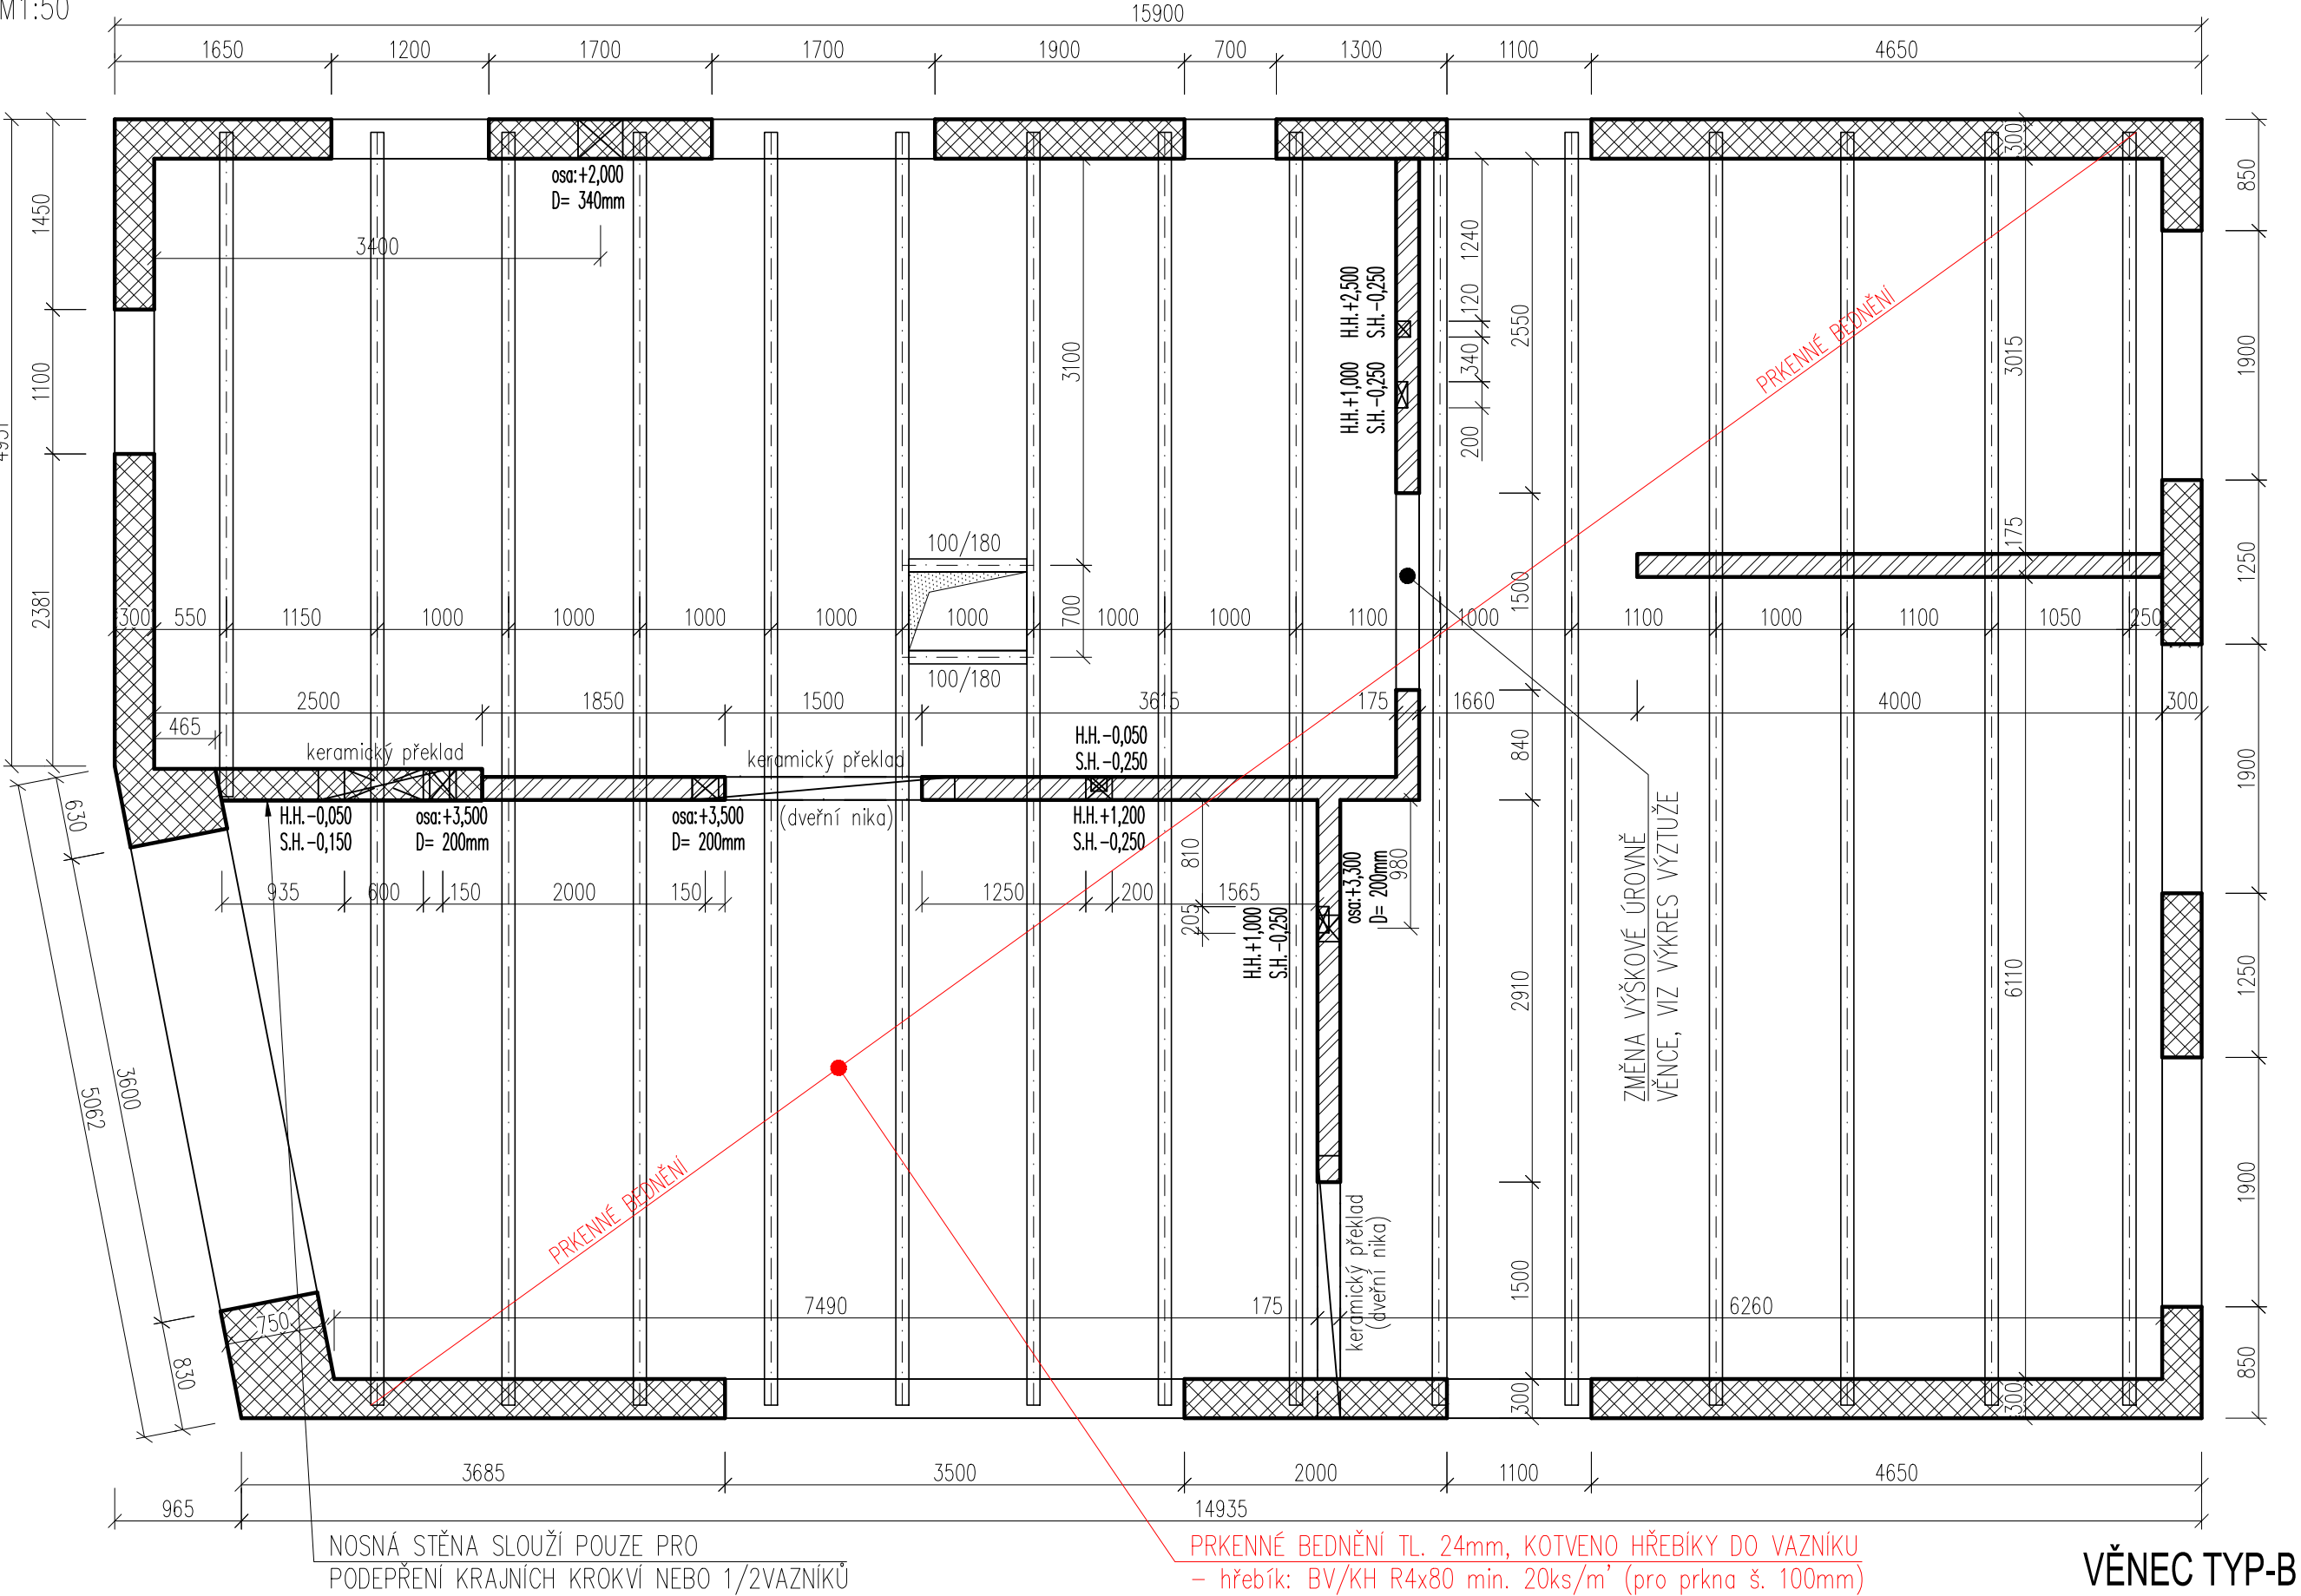 M1:50
15900
1650
1200
1700
1700
1900
700
1300
1100
4650
300
850
1450
osa:+2,000
D= 340mm
3400
1240
120
340
200
H.H.+2,500
S.H.-0,250
H.H.+1,000
S.H.-0,250
2550
3015
1900
PRKENNÉ BEDNĚNÍ
1100
3100
4931
175
1250
100/180
700
100/180
1500
2381
300
550
1150
1000
1000
1000
1000
1000
1000
1000
1100
1000
1100
1000
1100
1050
250
2500
1850
1500
3615
175
1660
4000
300
465
keramický překlad
keramický překlad
(dveřní nika)
H.H.-0,050
S.H.-0,250
840
1900
630
H.H.-0,050
S.H.-0,150
osa:+3,500
D= 200mm
osa:+3,500
D= 200mm
H.H.+1,200
S.H.-0,250
810
205
osa:+3,300
D= 200mm
980
935
600
150
2000
150
1250
200
1565
H.H.+1,000
S.H.-0,250
ZMĚNA VÝŠKOVÉ ÚROVNĚ
VĚNCE, VIZ VÝKRES VÝZTUŽE
2910
6110
1250
3600
5062
PRKENNÉ BEDNĚNÍ
keramický překlad
(dveřní nika)
1900
1500
7490
175
6260
750
830
300
300
850
3685
3500
2000
1100
4650
965
14935
NOSNÁ STĚNA SLOUŽÍ POUZE PRO
PODEPŘENÍ KRAJNÍCH KROKVÍ NEBO 1/2VAZNÍKŮ
PRKENNÉ BEDNĚNÍ TL. 24mm, KOTVENO HŘEBÍKY DO VAZNÍKU
– hřebík: BV/KH R4x80 min. 20ks/m' (pro prkna š. 100mm)
VĚNEC TYP-B